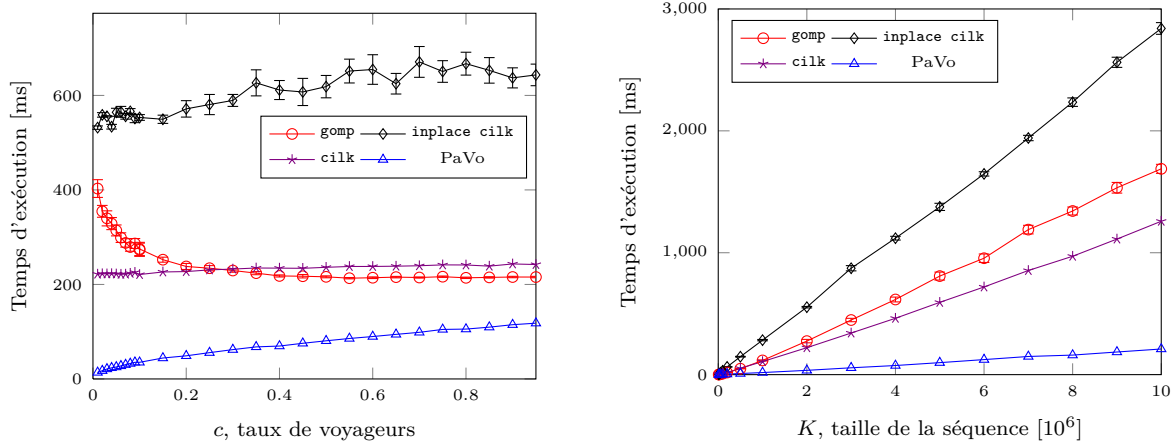 Temps d'exécution [ms]
600
400
200
0
gomp
inplace cilk
cilk
PaVo
0
0.2
0.4
0.6
0.8
c, taux de voyageurs
Temps d'exécution [ms]
3,000
2,000
1,000
0
gomp
inplace cilk
cilk
PaVo
0
2
4
6
8
10
K, taille de la séquence [10⁶]